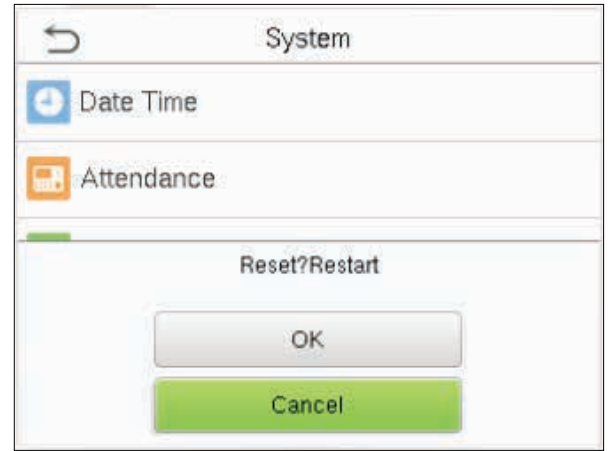 System
Date Time
Attendance
Reset?Restart
OK
Cancel